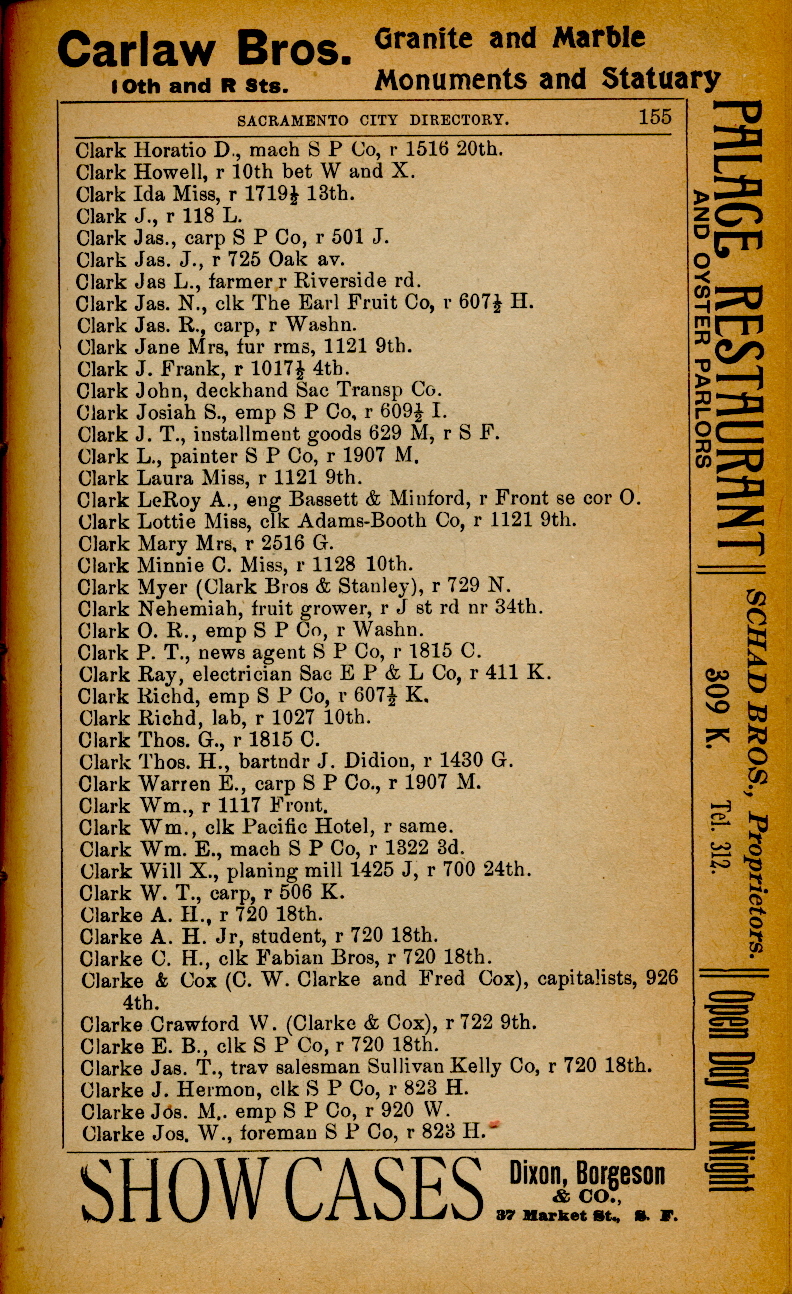 Carlaw Bros. Granite and Marble
10th and R Sts. Monuments and Statuary
SACRAMENTO CITY DIRECTORY. 155
Clark Horatio D., mach S P Co, r 1516 20th.
Clark Howell, r 10th bet W and X.
Clark Ida Miss, r 1719½ 13th.
Clark J., r 118 L.
Clark Jas., carp S P Co, r 501 J.
Clark Jas. J., r 725 Oak av.
Clark Jas L., farmer r Riverside rd.
Clark Jas. N., clk The Earl Fruit Co, r 607½ H.
Clark Jas. R., carp, r Washn.
Clark Jane Mrs, fur rms, 1121 9th.
Clark J. Frank, r 1017½ 4th.
Clark John, deckhand Sac Transp Co.
Clark Josiah S., emp S P Co, r 609½ I.
Clark J. T., installment goods 629 M, r S F.
Clark L., painter S P Co, r 1907 M.
Clark Laura Miss, r 1121 9th.
Clark LeRoy A., eng Bassett & Minford, r Front se cor O.
Clark Lottie Miss, clk Adams-Booth Co, r 1121 9th.
Clark Mary Mrs, r 2516 G.
Clark Minnie C. Miss, r 1128 10th.
Clark Myer (Clark Bros & Stanley), r 729 N.
Clark Nehemiah, fruit grower, r J st rd nr 34th.
Clark O. R., emp S P Co, r Washn.
Clark P. T., news agent S P Co, r 1815 C.
Clark Ray, electrician Sac E P & L Co, r 411 K.
Clark Richd, emp S P Co, r 607½ K.
Clark Richd, lab, r 1027 10th.
Clark Thos. G., r 1815 C.
Clark Thos. H., bartndr J. Didion, r 1430 G.
Clark Warren E., carp S P Co., r 1907 M.
Clark Wm., r 1117 Front.
Clark Wm., clk Pacific Hotel, r same.
Clark Wm. E., mach S P Co, r 1322 3d.
Clark Will X., planing mill 1425 J, r 700 24th.
Clark W. T., carp, r 506 K.
Clarke A. H., r 720 18th.
Clarke A. H. Jr, student, r 720 18th.
Clarke C. H., clk Fabian Bros, r 720 18th.
Clarke & Cox (C. W. Clarke and Fred Cox), capitalists, 926
4th.
Clarke Crawford W. (Clarke & Cox), r 722 9th.
Clarke E. B., clk S P Co, r 720 18th.
Clarke Jas. T., trav salesman Sullivan Kelly Co, r 720 18th.
Clarke J. Hermon, clk S P Co, r 823 H.
Clarke Jos. M.. emp S P Co, r 920 W.
Clarke Jos. W., foreman S P Co, r 823 H.
PALACE RESTAURANT
AND OYSTER PARLORS
SCHAD BROS., Proprietors.
309 K. Tel. 312.
Open Day and Night
SHOW CASES Dixon, Borgeson
& CO.,
37 Market St., S. F.